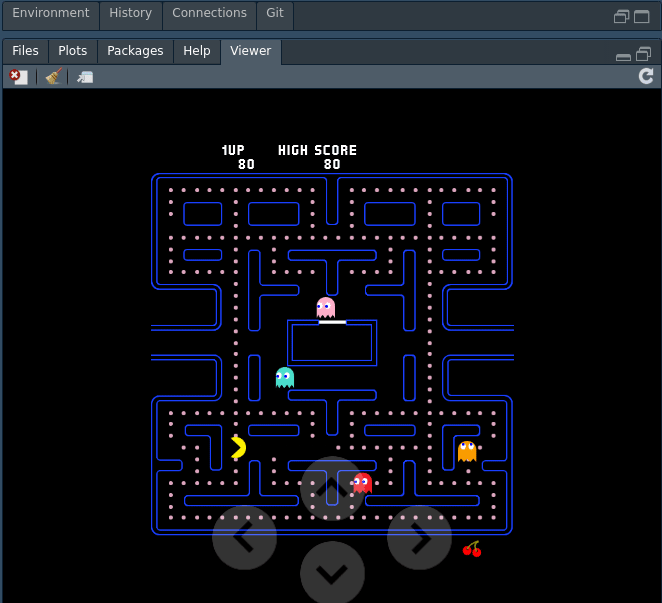 Environment History Connections Git
Files Plots Packages Help Viewer
1UP HIGH SCORE
80 80